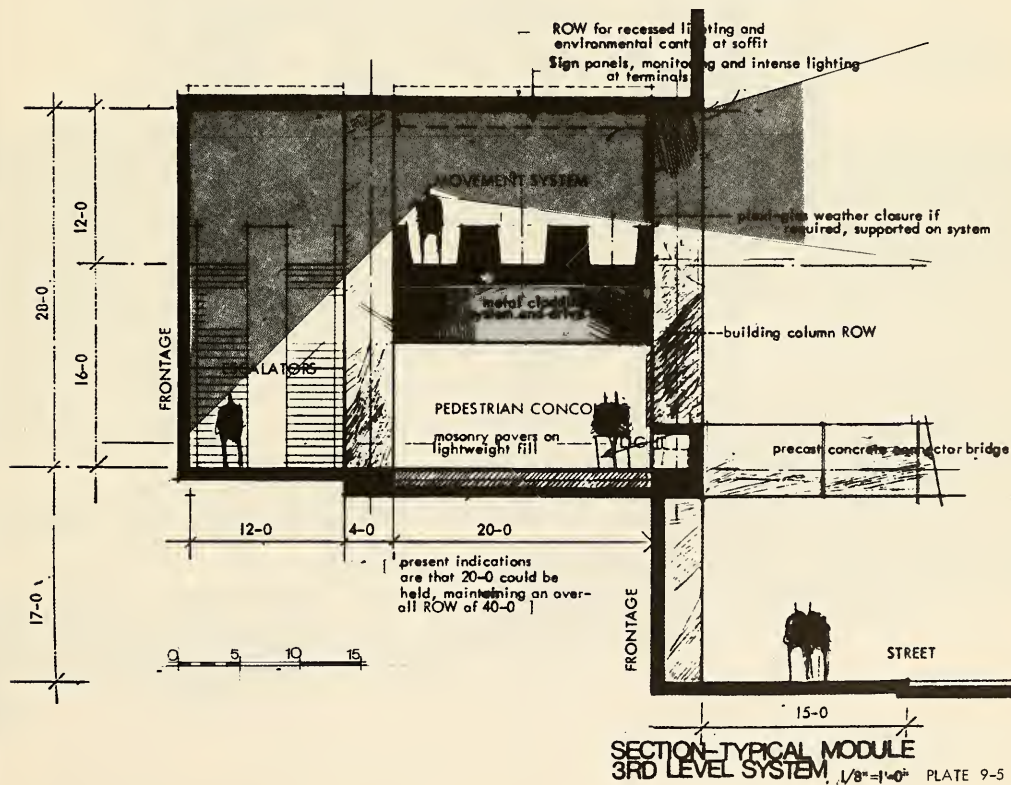 ROW for recessed lighting and
environmental control at soffit
Sign panels, monitoring and intense lighting
at terminals
MOVEMENT SYSTEM
plexi-glas weather closure if
required, supported on system
12-0
28-0
16-0
17-0
FRONTAGE
metal cladding
system and drive
building column ROW
ESCALATORS
PEDESTRIAN CONCO
masonry pavers on
lightweight fill
LIGHT
precast concrete connector bridge
12-0
4-0
20-0
[ present indications
are that 20-0 could be
held, maintaining an over-
all ROW of 40-0 ]
FRONTAGE
0 5 10 15
STREET
15-0
SECTION-TYPICAL MODULE
3RD LEVEL SYSTEM 1/8"=1'-0" PLATE 9-5